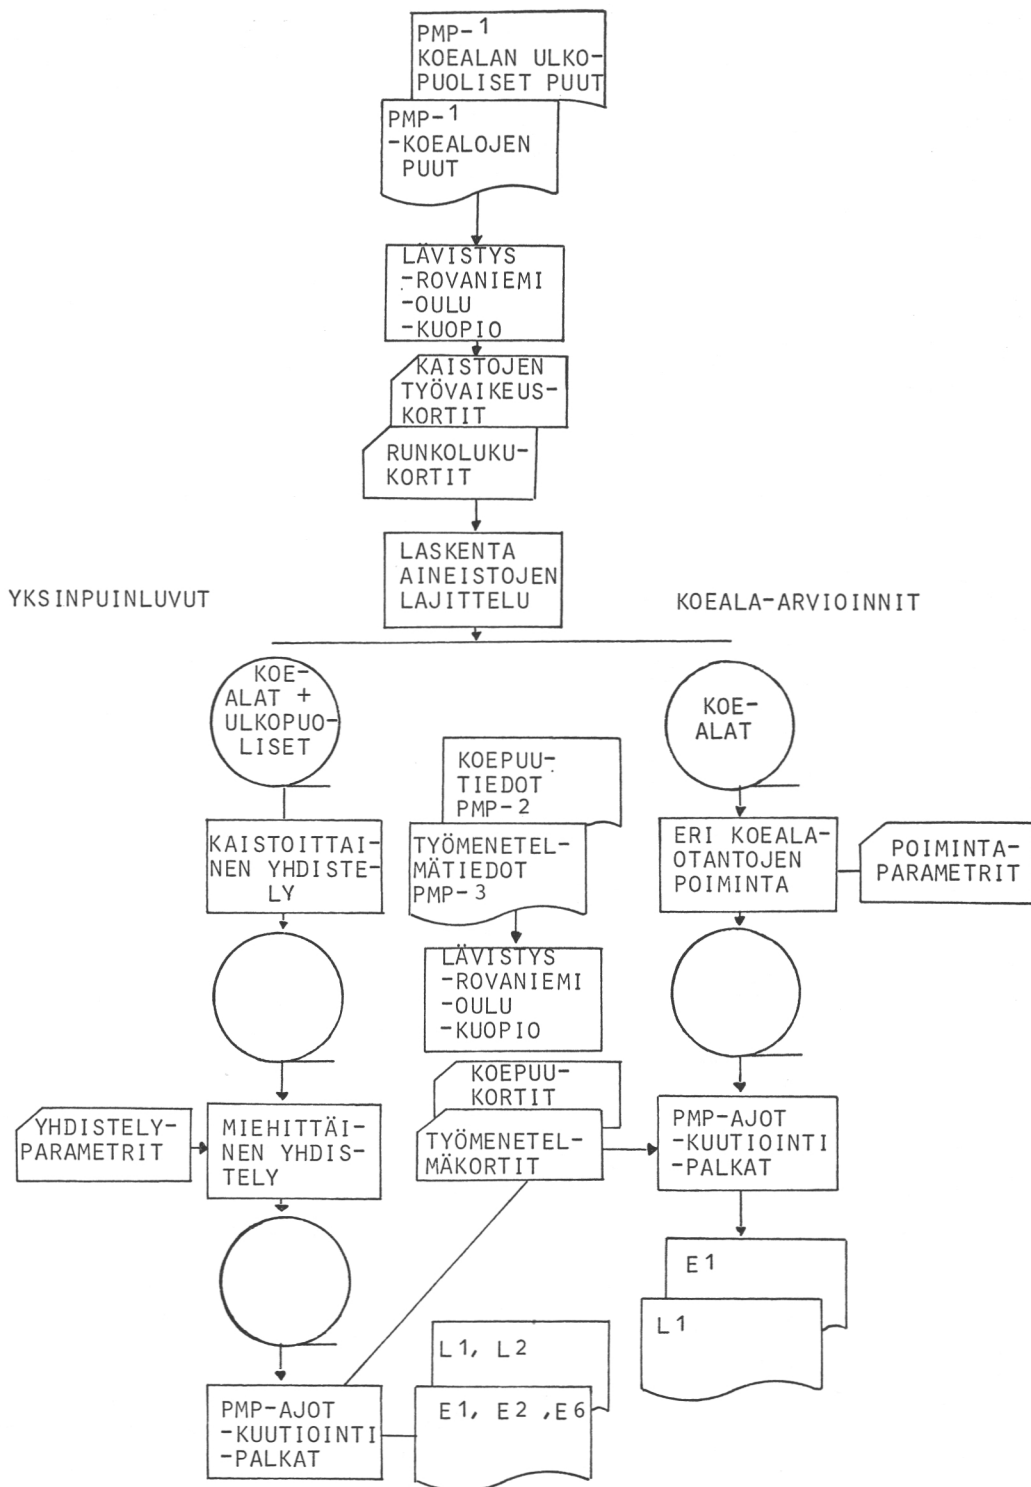 PMP-1
KOEALAN ULKO-
PUOLISET PUUT
PMP-1
-KOEALOJEN
PUUT
LÄVISTYS
-ROVANIEMI
-OULU
-KUOPIO
KAISTOJEN
TYÖVAIKEUS-
KORTIT
RUNKOLUKU-
KORTIT
LASKENTA
AINEISTOJEN
LAJITTELU
YKSINPUINLUVUT
KOEALA-ARVIOINNIT
KOE-
ALAT +
ULKOPUO-
LISET
KOE-
ALAT
KOEPUU-
TIEDOT
PMP-2
TYÖMENETEL-
MÄTIEDOT
PMP-3
KAISTOITTAI-
NEN YHDISTE-
LY
ERI KOEALA-
OTANTOJEN
POIMINTA
POIMINTA-
PARAMETRIT
LÄVISTYS
-ROVANIEMI
-OULU
-KUOPIO
KOEPUU-
KORTIT
TYÖMENETEL-
MÄKORTIT
YHDISTELY-
PARAMETRIT
MIEHITTÄI-
NEN YHDIS-
TELY
PMP-AJOT
-KUUTIOINTI
-PALKAT
E1
L1
L1, L2
E1, E2 ,E6
PMP-AJOT
-KUUTIOINTI
-PALKAT